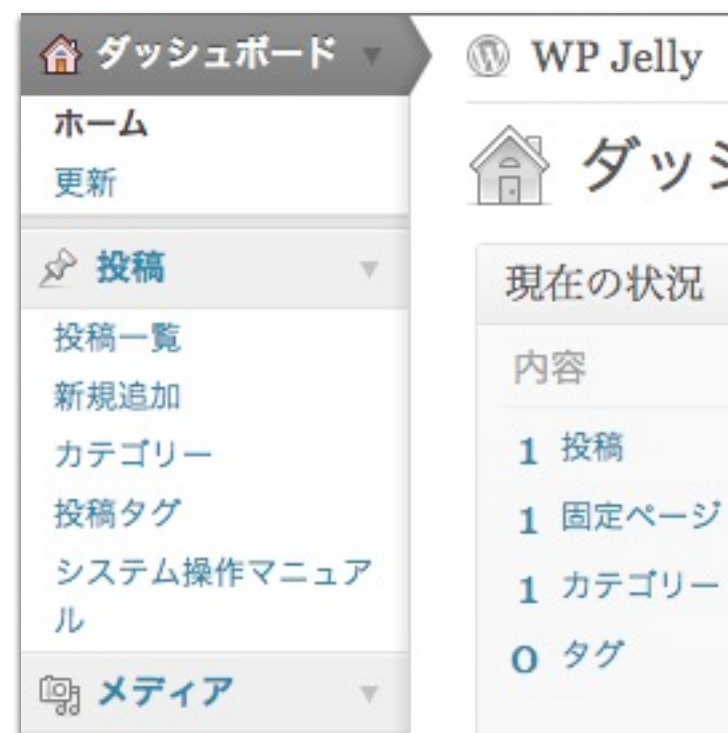 ダッシュボード
ホーム
更新
投稿
投稿一覧
新規追加
カテゴリー
投稿タグ
システム操作マニュア
ル
メディア
WP Jelly
ダッシ
現在の状況
内容
1 投稿
1 固定ページ
1 カテゴリー
0 タグ